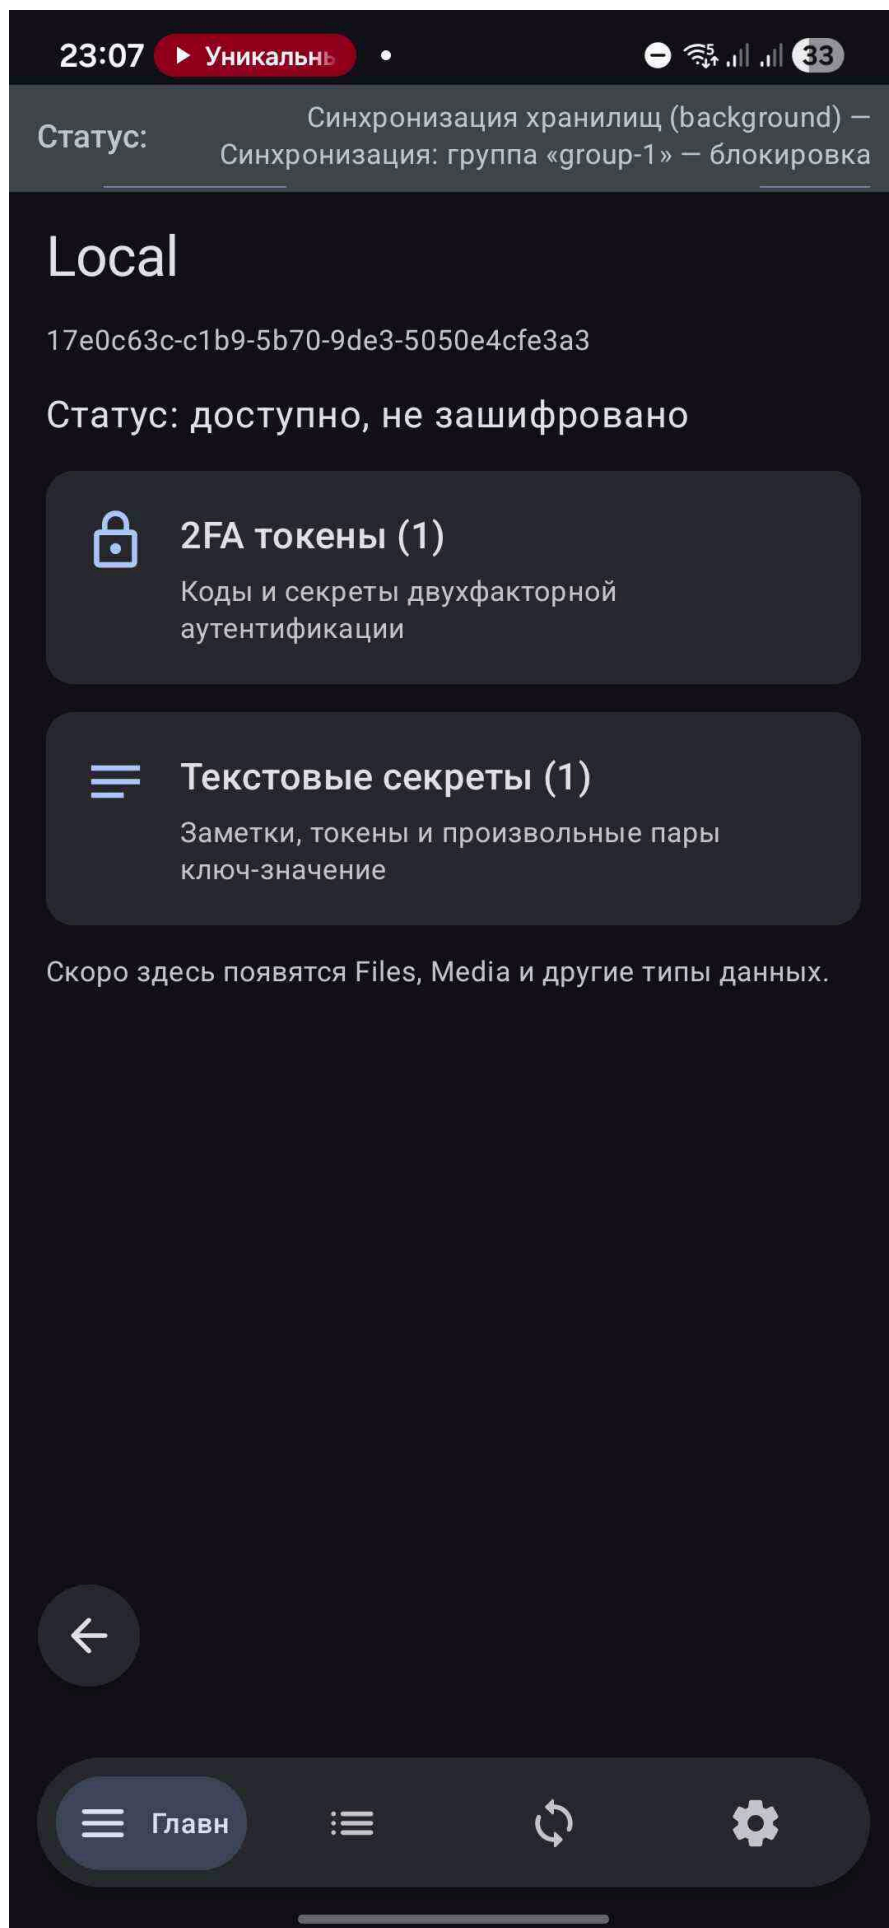 23:07
Уникальнь
33
Статус:
Синхронизация хранилищ (background) —
Синхронизация: группа «group-1» — блокировка
Local
17e0c63c-c1b9-5b70-9de3-5050e4cfe3a3
Статус: доступно, не зашифровано
2FA токены (1)
Коды и секреты двухфакторной
аутентификации
Текстовые секреты (1)
Заметки, токены и произвольные пары
ключ-значение
Скоро здесь появятся Files, Media и другие типы данных.
Главн